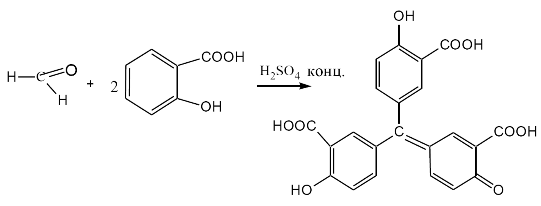 H C O H + 2 COOH OH H₂SO₄ конц.
OH COOH HOOC HO C COOH O